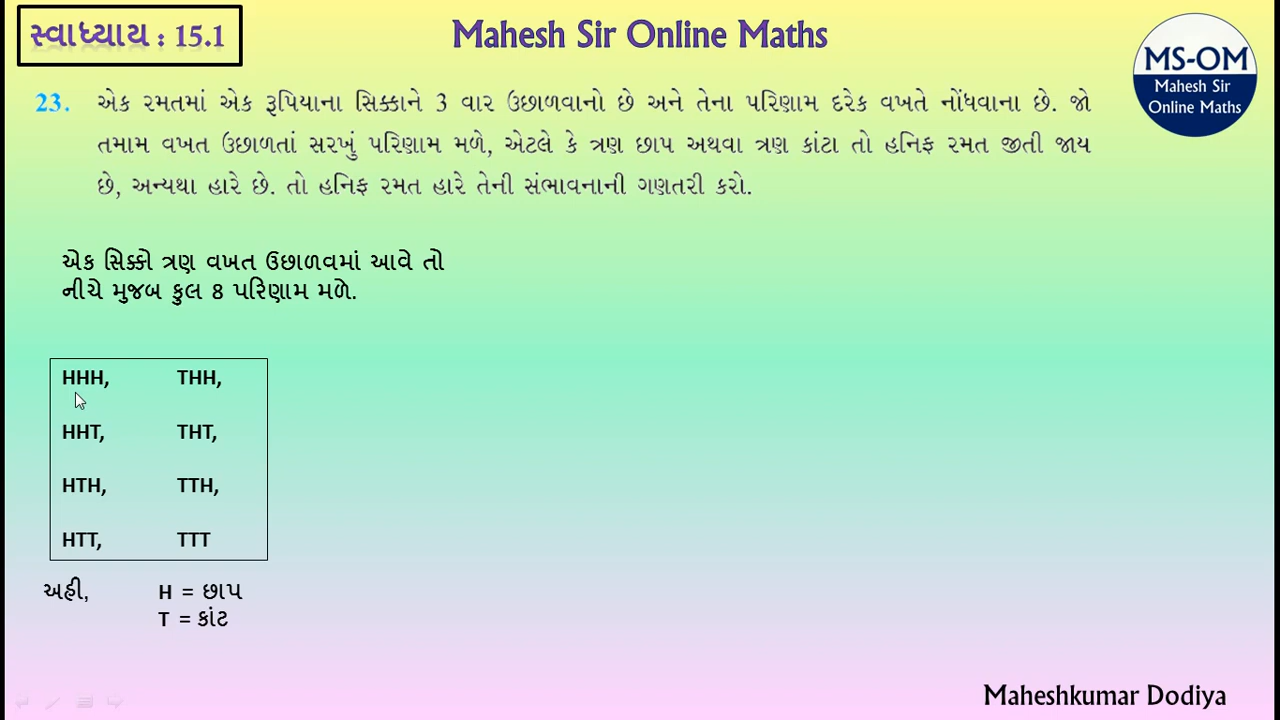 સ્વાધ્યાય : 15.1
Mahesh Sir Online Maths
MS-OM
Mahesh Sir
Online Maths
23. એક રમતમાં એક રૂપિયાના સિક્કાને 3 વાર ઉછાળવાનો છે અને તેના પરિણામ દરેક વખતે નોંધવાના છે. જો
તમામ વખત ઉછાળતાં સરખું પરિણામ મળે, એટલે કે ત્રણ છાપ અથવા ત્રણ કાંટા તો હનિફ રમત જીતી જાય
છે, અન્યથા હારે છે. તો હનિફ રમત હારે તેની સંભાવનાની ગણતરી કરો.
એક સિક્કો ત્રણ વખત ઉછાળવમાં આવે તો
નીચે મુજબ કુલ 8 પરિણામ મળે.
HHH, THH,
HHT, THT,
HTH, TTH,
HTT, TTT
અહી, H = છાપ
T = કાંટ
Maheshkumar Dodiya